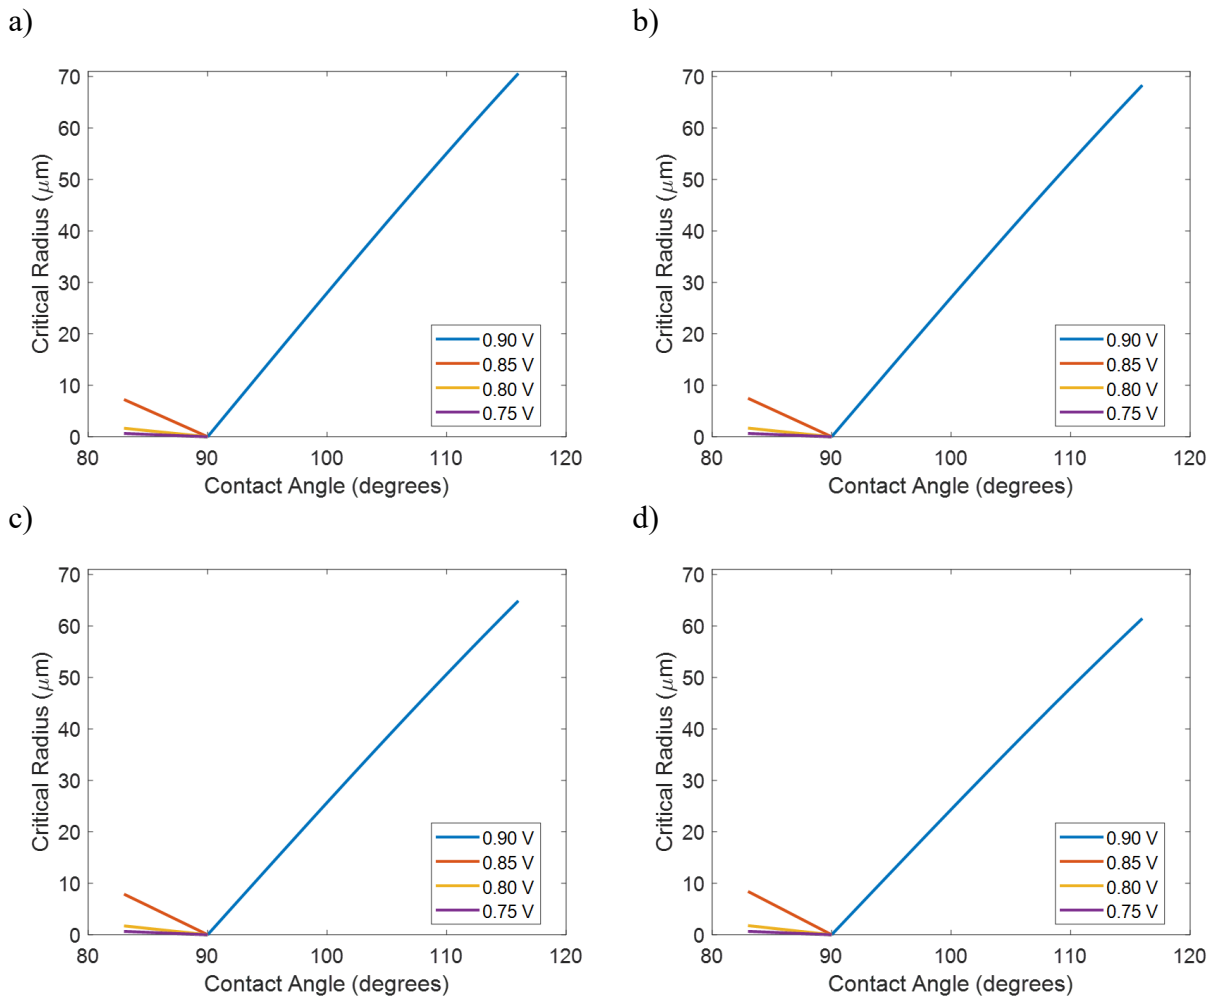 a)
70
60
50
40
30
20
10
0
Critical Radius (μm)
0.90 V
0.85 V
0.80 V
0.75 V
80 90 100 110 120
Contact Angle (degrees)
b)
70
60
50
40
30
20
10
0
Critical Radius (μm)
0.90 V
0.85 V
0.80 V
0.75 V
80 90 100 110 120
Contact Angle (degrees)
c)
70
60
50
40
30
20
10
0
Critical Radius (μm)
0.90 V
0.85 V
0.80 V
0.75 V
80 90 100 110 120
Contact Angle (degrees)
d)
70
60
50
40
30
20
10
0
Critical Radius (μm)
0.90 V
0.85 V
0.80 V
0.75 V
80 90 100 110 120
Contact Angle (degrees)